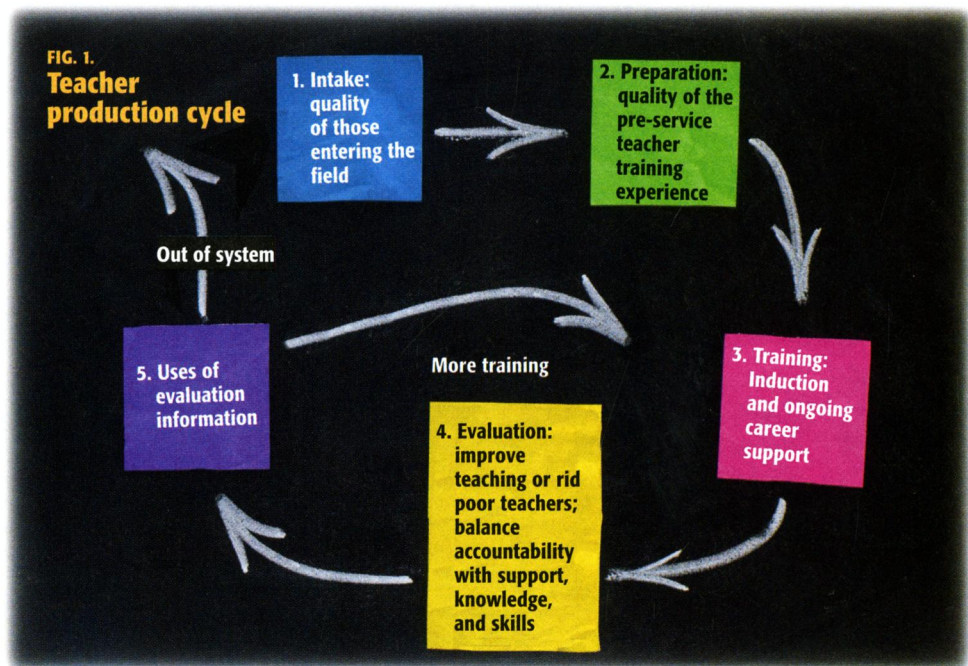 FIG. 1.
Teacher
production cycle
1. Intake:
quality
of those
entering the
field
2. Preparation:
quality of the
pre-service
teacher
training
experience
Out of system
More training
3. Training:
Induction
and ongoing
career
support
4. Evaluation:
improve
teaching or rid
poor teachers;
balance
accountability
with support,
knowledge,
and skills
5. Uses of
evaluation
information